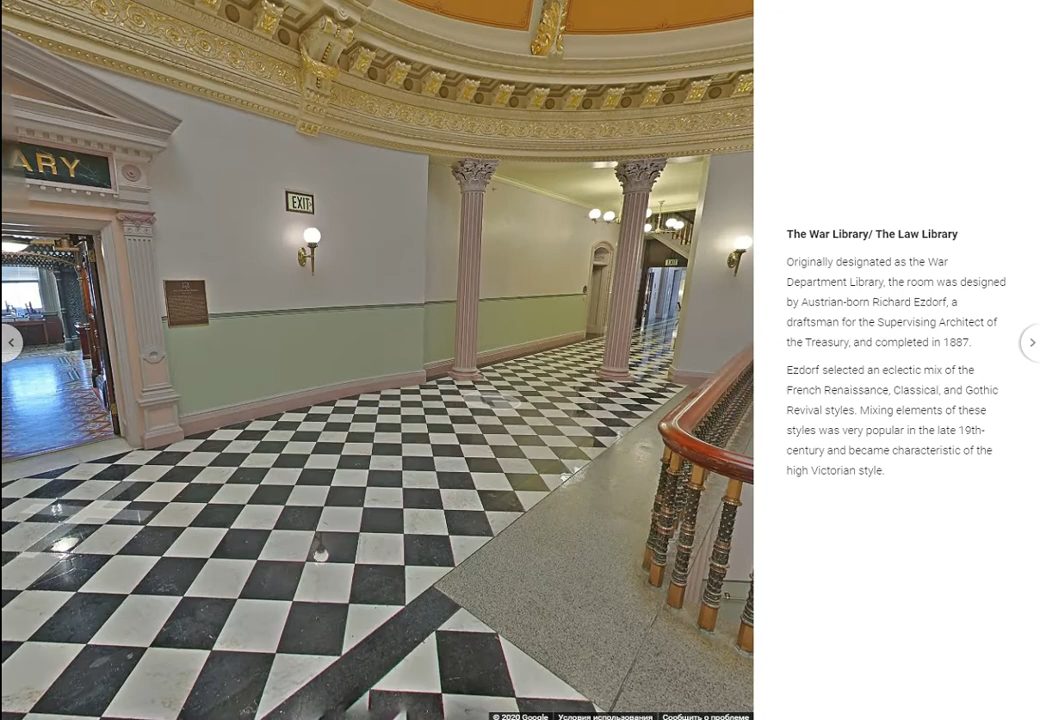 ARY
EXIT
EXIT
The War Library/ The Law Library
Originally designated as the War
Department Library, the room was designed
by Austrian-born Richard Ezdorf, a
draftsman for the Supervising Architect of
the Treasury, and completed in 1887.
Ezdorf selected an eclectic mix of the
French Renaissance, Classical, and Gothic
Revival styles. Mixing elements of these
styles was very popular in the late 19th-
century and became characteristic of the
high Victorian style.
© 2020 Google Условия использования Сообщить о проблеме